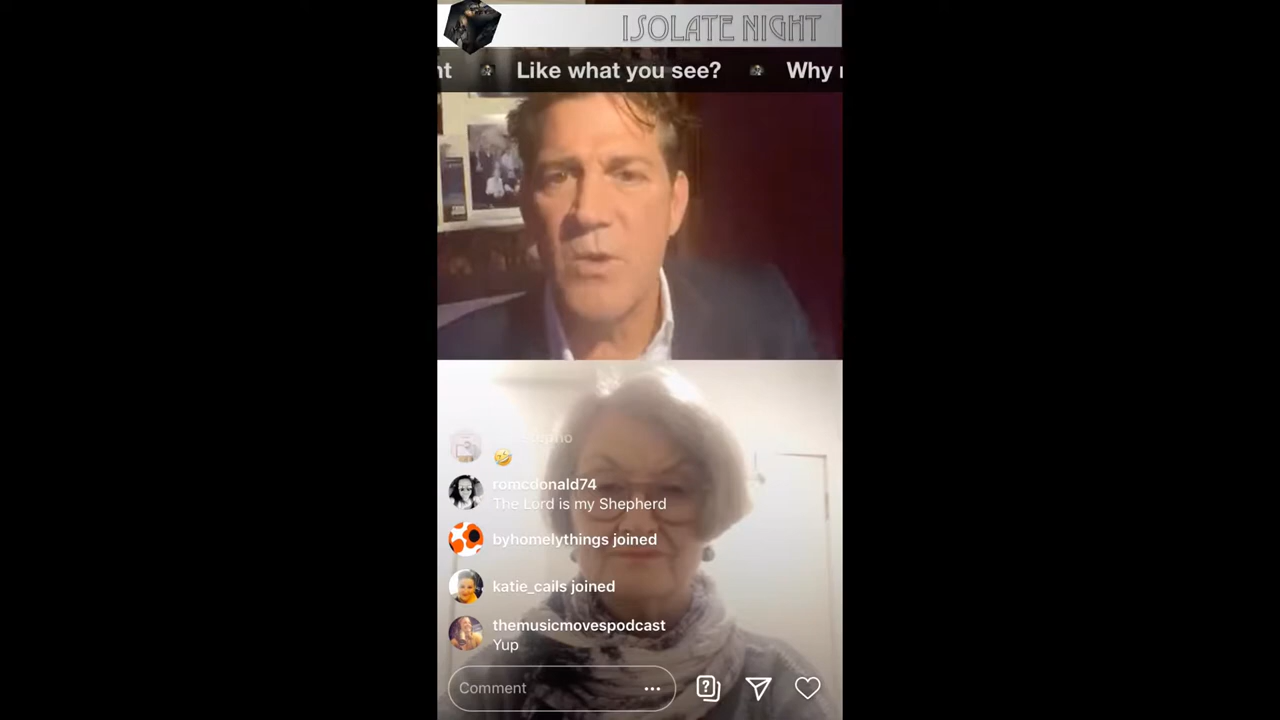 ISOLATE NIGHT
ht Like what you see? Why
🤣
romcdonald74
The Lord is my Shepherd
byhomelythings joined
katie_cails joined
themusicmovespodcast
Yup
Comment